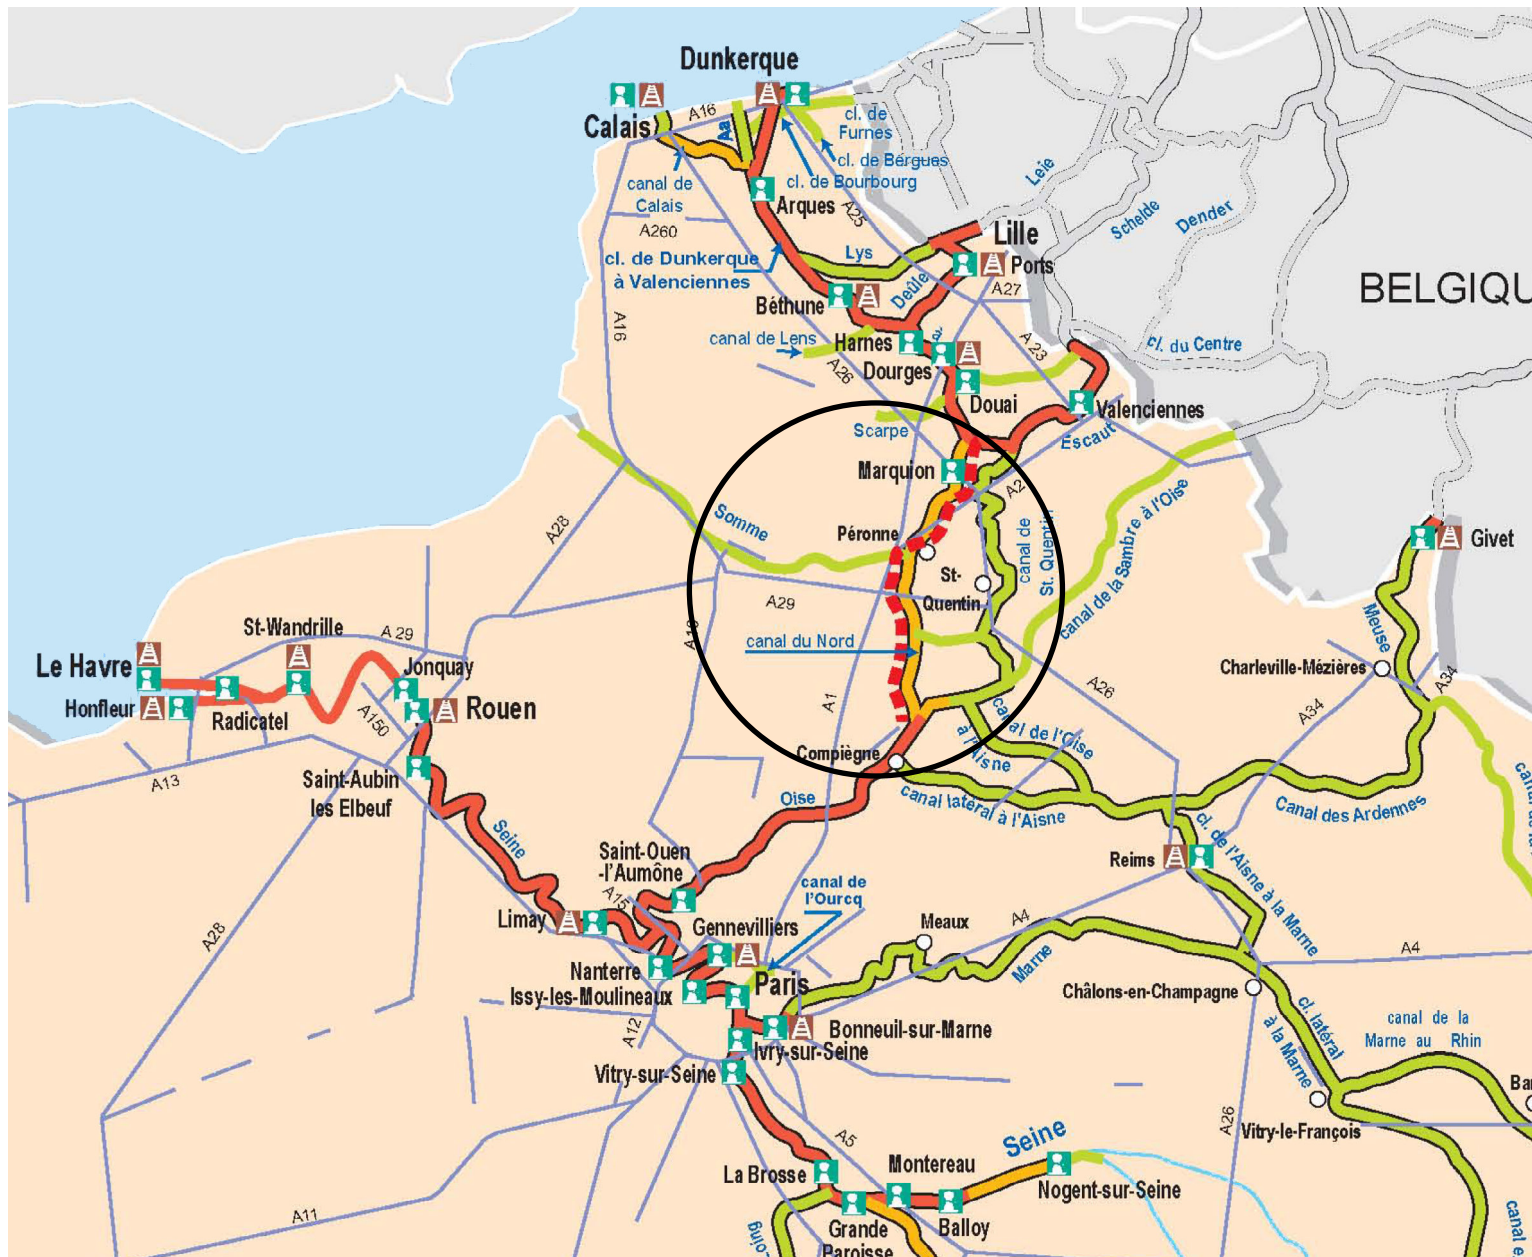 Dunkerque
Calais
A16
Aa
cl. de
Furnes
cl. de Bergues
cl. de Bourbourg
canal de
Calais
Arques
A25
A260
Leie
Schelde
Dender
Lille
Lys
cl. de Dunkerque
à Valenciennes
Ports
BELGIQU
Béthune
Deûle
A27
A16
canal de Lens
Harnes
A 23
cl. du Centre
A26
Dourges
Douai
Valenciennes
Scarpe
Escaut
Marquion
A2
Somme
Péronne
A28
canal de
St. Quentin
canal de la Sambre à l'Oise
Givet
St-
Quentin
A29
A16
St-Wandrille
A 29
canal du Nord
Meuse
Le Havre
Jonquay
Charleville-Mézières
A34
Honfleur
Radicatel
A150
Rouen
A1
A26
A34
canal de l'Oise
à l'Aisne
Compiègne
A13
Saint-Aubin
les Elbeuf
Oise
canal latéral à l'Aisne
Canal des Ardennes
Seine
cl. de l'Aisne à la Marne
Saint-Ouen
-l'Aumône
Reims
canal de
l'Ourcq
A15
Limay
Gennevilliers
Meaux
A4
A28
Marne
A4
Nanterre
Issy-les-Moulineaux
Paris
Châlons-en-Champagne
A12
Bonneuil-sur-Marne
Ivry-sur-Seine
cl. latéral
à la Marne
canal de la
Marne au Rhin
Vitry-sur-Seine
Bar
A26
Vitry-le-François
A5
Seine
La Brosse
Montereau
Nogent-sur-Seine
A11
Grande
Paroisse
Balloy
Loing
canal